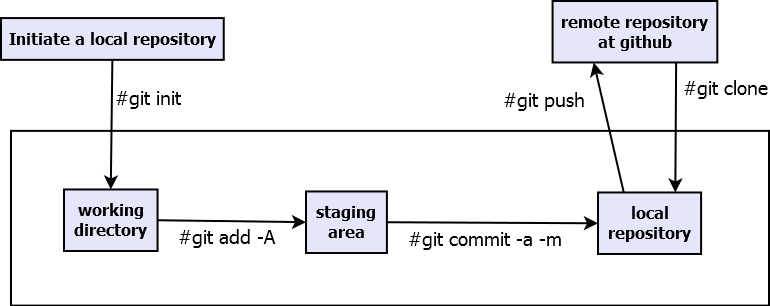 Initiate a local repository
remote repository
at github
#git init
#git push
#git clone
working
directory
#git add -A
staging
area
#git commit -a -m
local
repository